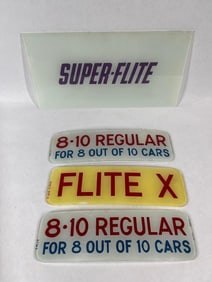 SUPER-FLITE
8-10 REGULAR
FOR 8 OUT OF 10 CARS
FLITE X
8-10 REGULAR
FOR 8 OUT OF 10 CARS